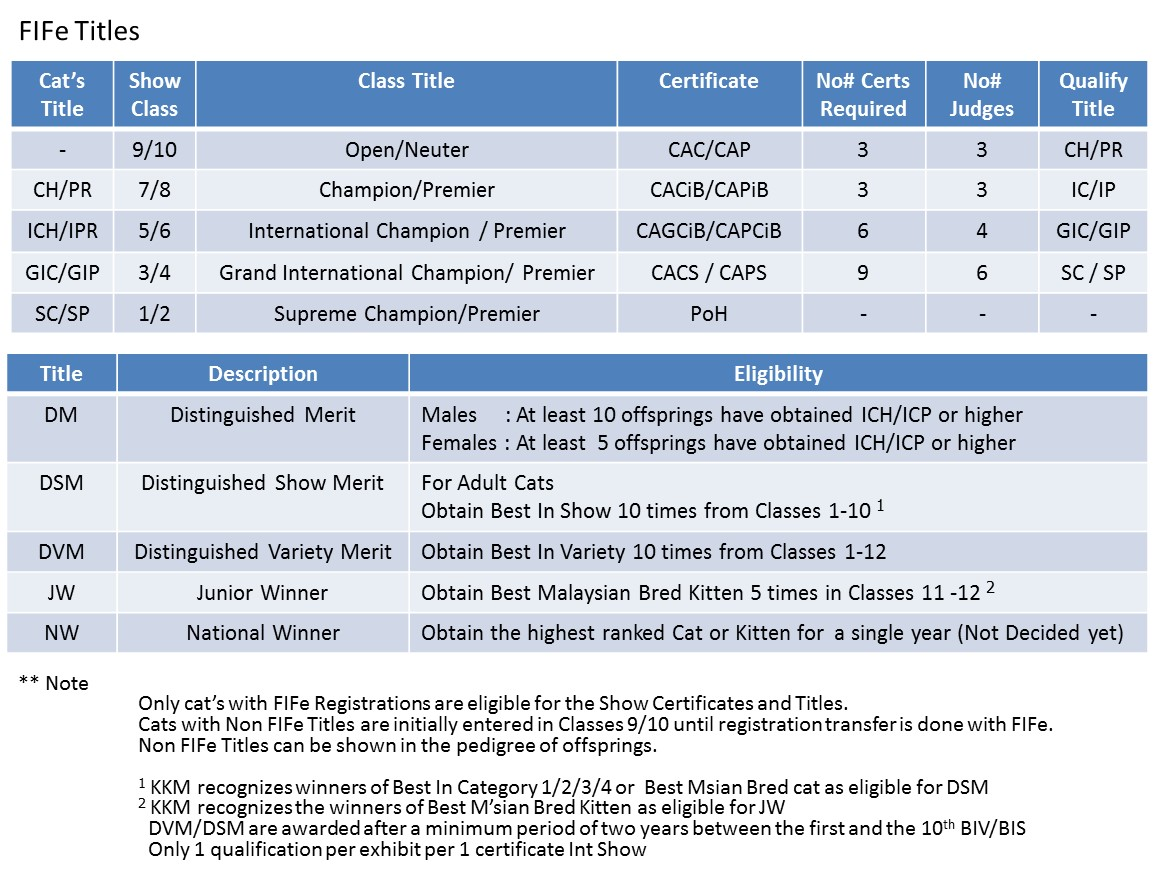 FIFe Titles
Cat's Title Show Class Class Title Certificate No# Certs Required No# Judges Qualify Title
- 9/10 Open/Neuter CAC/CAP 3 3 CH/PR
CH/PR 7/8 Champion/Premier CACiB/CAPiB 3 3 IC/IP
ICH/IPR 5/6 International Champion / Premier CAGCiB/CAPCiB 6 4 GIC/GIP
GIC/GIP 3/4 Grand International Champion/ Premier CACS / CAPS 9 6 SC / SP
SC/SP 1/2 Supreme Champion/Premier PoH - - -
Title Description Eligibility
DM Distinguished Merit Males : At least 10 offsprings have obtained ICH/ICP or higher
Females : At least 5 offsprings have obtained ICH/ICP or higher
DSM Distinguished Show Merit For Adult Cats
Obtain Best In Show 10 times from Classes 1-10 1
DVM Distinguished Variety Merit Obtain Best In Variety 10 times from Classes 1-12
JW Junior Winner Obtain Best Malaysian Bred Kitten 5 times in Classes 11 -12 2
NW National Winner Obtain the highest ranked Cat or Kitten for a single year (Not Decided yet)
** Note
Only cat's with FIFe Registrations are eligible for the Show Certificates and Titles.
Cats with Non FIFe Titles are initially entered in Classes 9/10 until registration transfer is done with FIFe.
Non FIFe Titles can be shown in the pedigree of offsprings.
1 KKM recognizes winners of Best In Category 1/2/3/4 or Best Msian Bred cat as eligible for DSM
2 KKM recognizes the winners of Best M'sian Bred Kitten as eligible for JW
DVM/DSM are awarded after a minimum period of two years between the first and the 10th BIV/BIS
Only 1 qualification per exhibit per 1 certificate Int Show